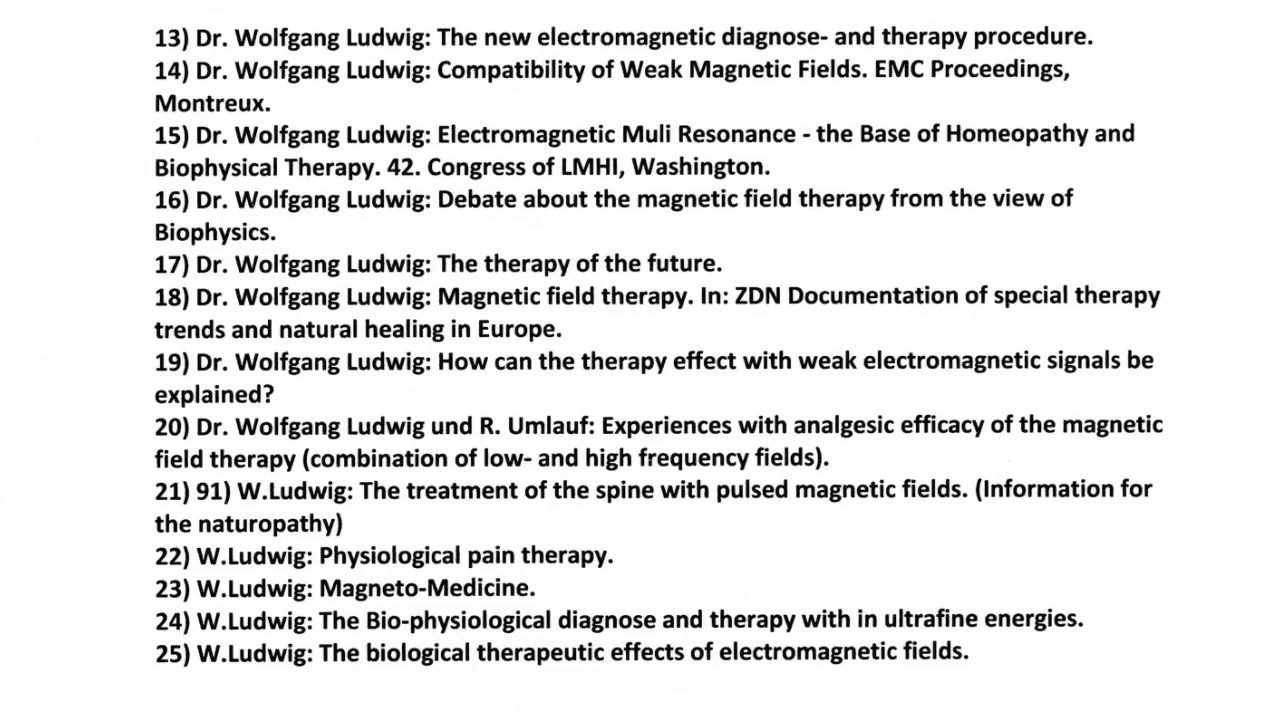 13) Dr. Wolfgang Ludwig: The new electromagnetic diagnose- and therapy procedure.
14) Dr. Wolfgang Ludwig: Compatibility of Weak Magnetic Fields. EMC Proceedings,
Montreux.
15) Dr. Wolfgang Ludwig: Electromagnetic Muli Resonance - the Base of Homeopathy and
Biophysical Therapy. 42. Congress of LMHI, Washington.
16) Dr. Wolfgang Ludwig: Debate about the magnetic field therapy from the view of
Biophysics.
17) Dr. Wolfgang Ludwig: The therapy of the future.
18) Dr. Wolfgang Ludwig: Magnetic field therapy. In: ZDN Documentation of special therapy
trends and natural healing in Europe.
19) Dr. Wolfgang Ludwig: How can the therapy effect with weak electromagnetic signals be
explained?
20) Dr. Wolfgang Ludwig und R. Umlauf: Experiences with analgesic efficacy of the magnetic
field therapy (combination of low- and high frequency fields).
21) 91) W.Ludwig: The treatment of the spine with pulsed magnetic fields. (Information for
the naturopathy)
22) W.Ludwig: Physiological pain therapy.
23) W.Ludwig: Magneto-Medicine.
24) W.Ludwig: The Bio-physiological diagnose and therapy with in ultrafine energies.
25) W.Ludwig: The biological therapeutic effects of electromagnetic fields.